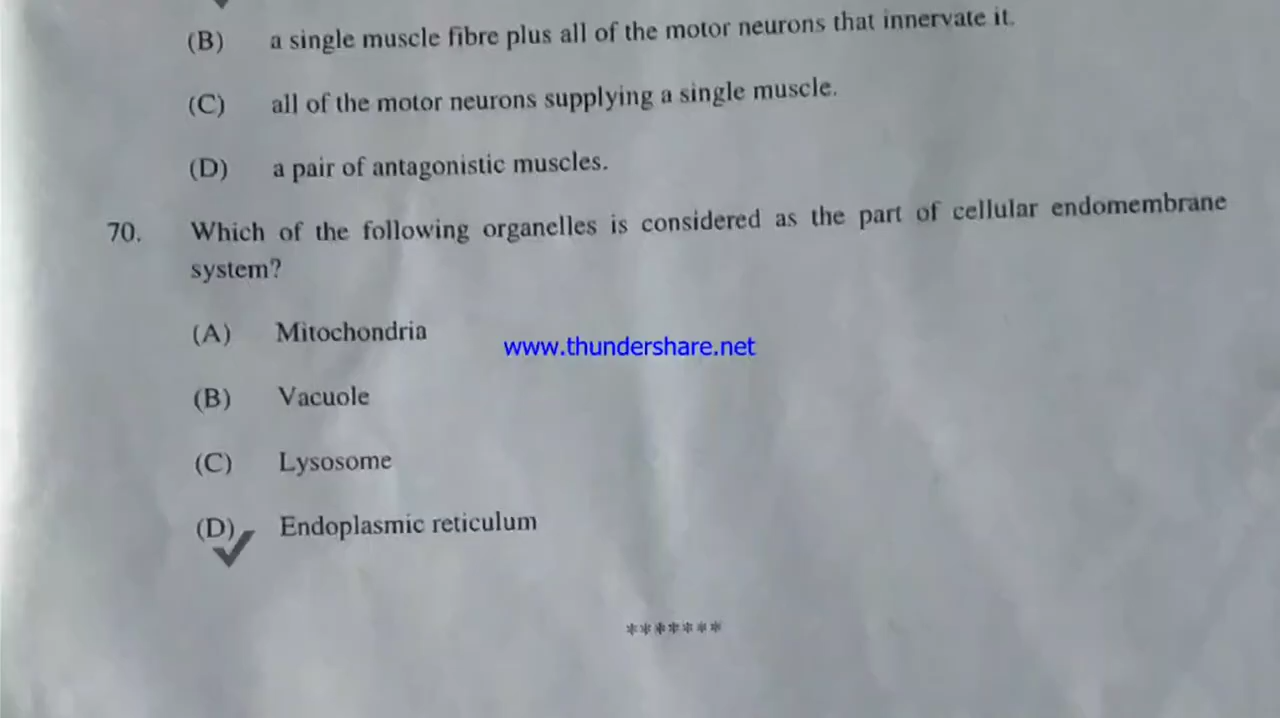 (B) a single muscle fibre plus all of the motor neurons that innervate it.
(C) all of the motor neurons supplying a single muscle.
(D) a pair of antagonistic muscles.
70. Which of the following organelles is considered as the part of cellular endomembrane
system?
(A) Mitochondria
www.thundershare.net
(B) Vacuole
(C) Lysosome
(D) Endoplasmic reticulum
*******